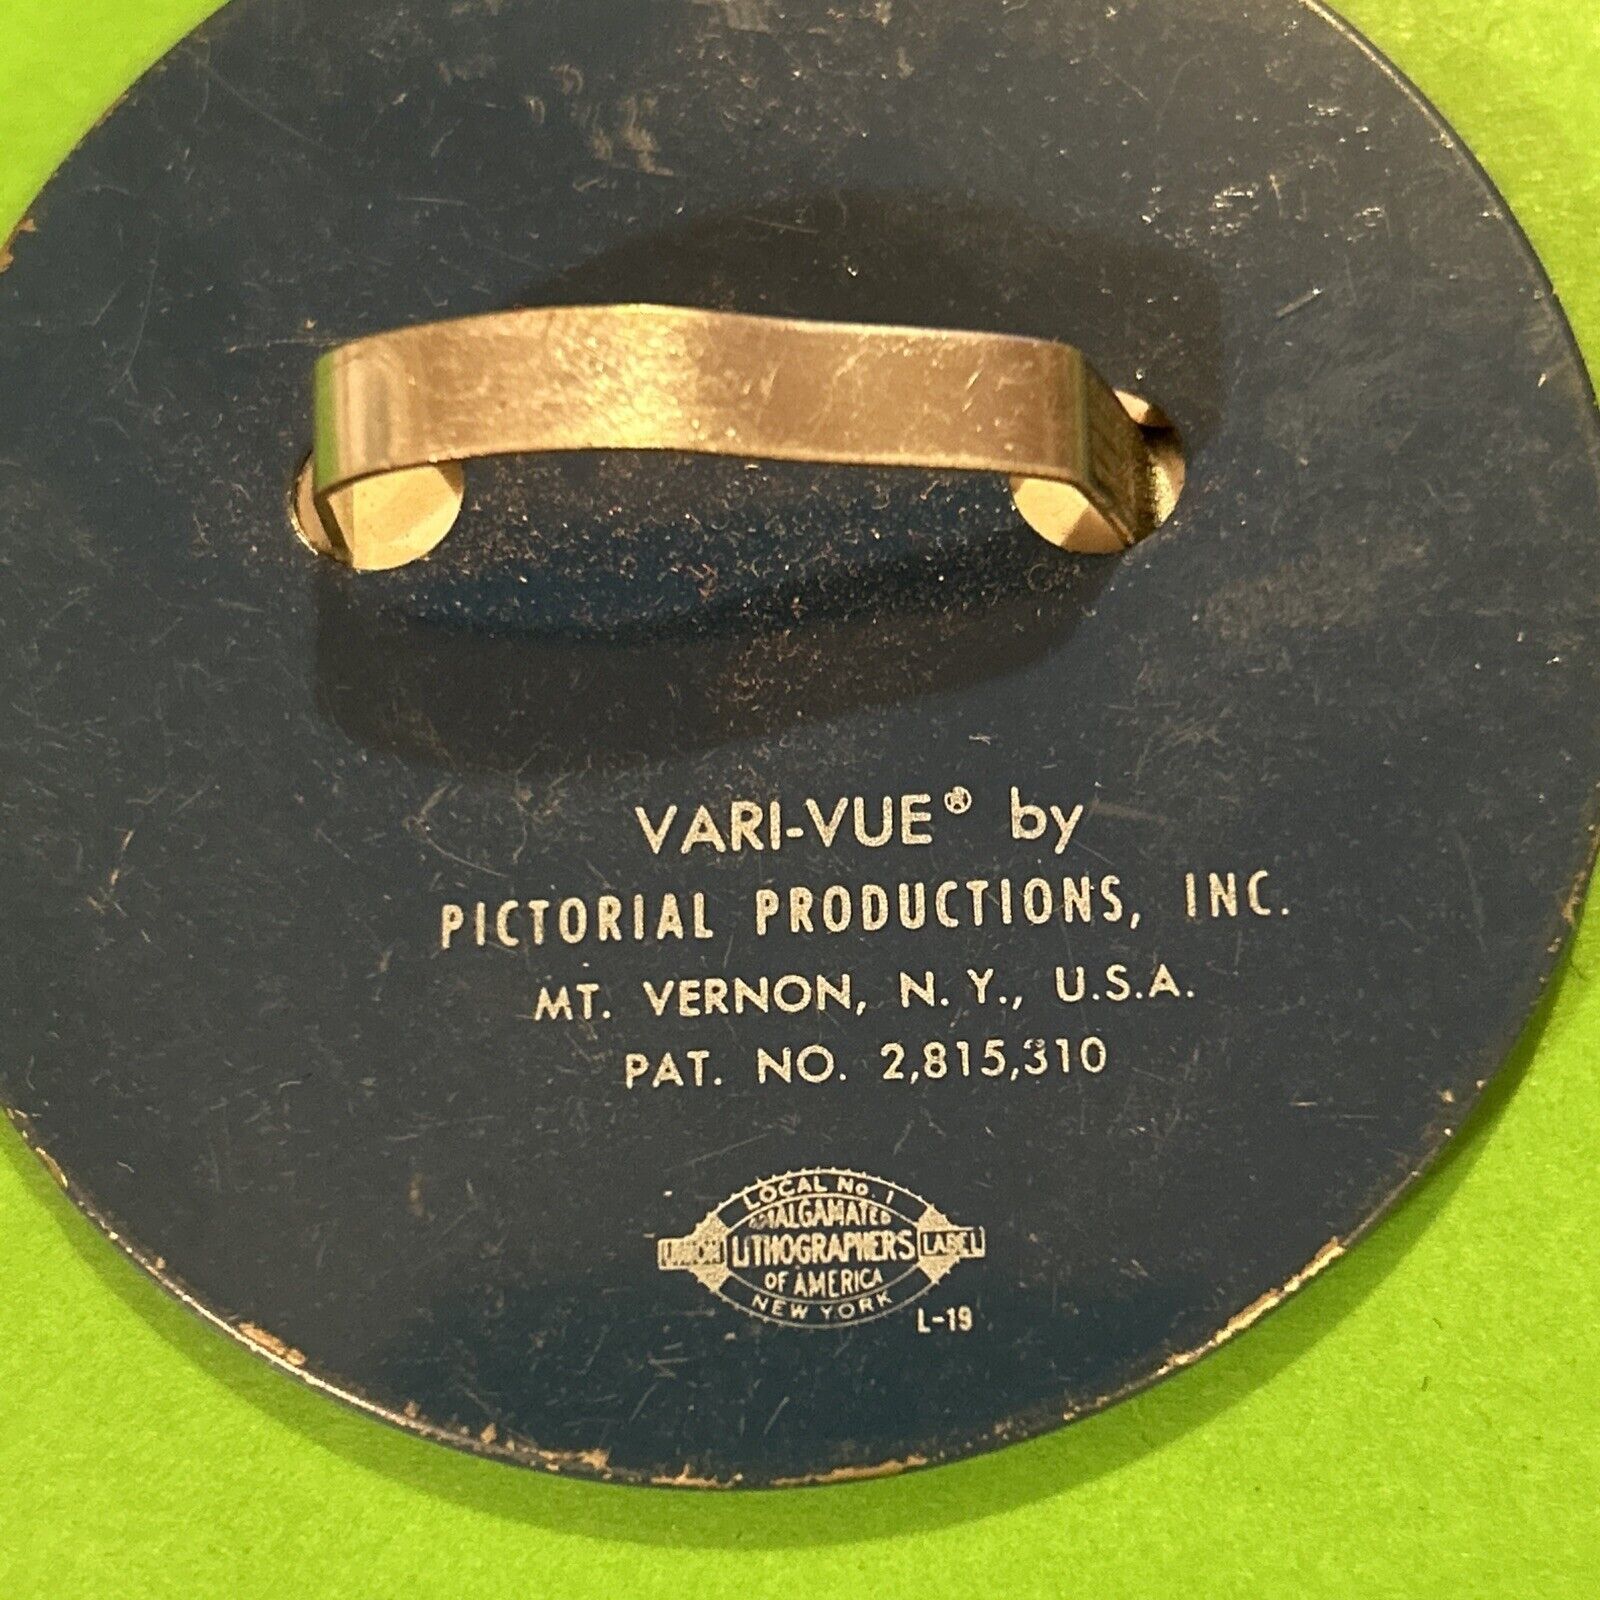 VARI-VUE® by
PICTORIAL PRODUCTIONS, INC.
MT. VERNON, N.Y., U.S.A.
PAT. NO. 2,815,310
LOCAL No. 1
AMALGAMATED
UNION LITHOGRAPHERS LABEL
OF AMERICA
NEW YORK
L-19